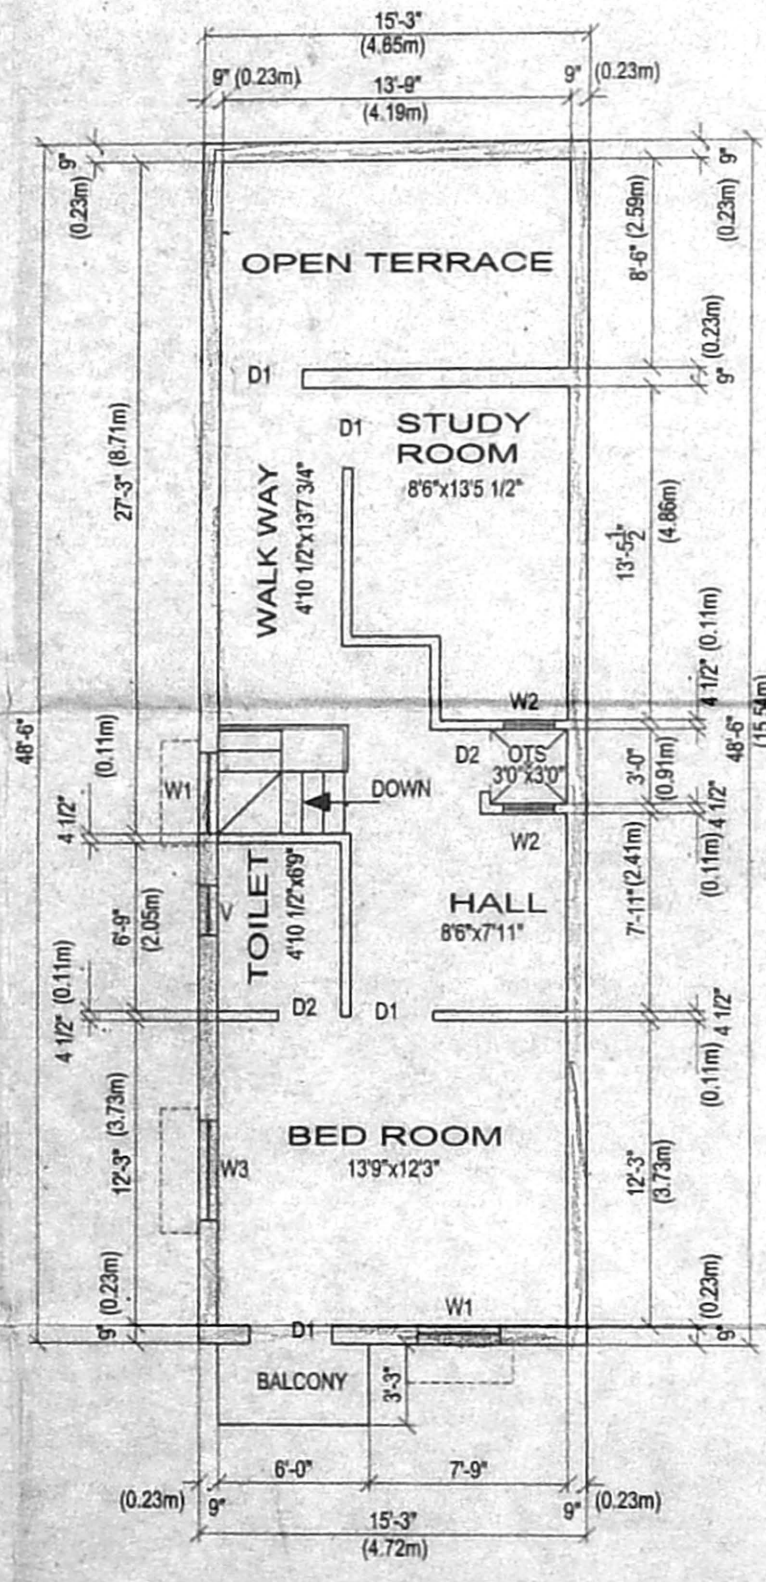 15'-3"
(4.65m)
9" (0.23m)
13'-9"
(4.19m)
9" (0.23m)
9"
(0.23m)
9"
(0.23m)
8'-6" (2.59m)
OPEN TERRACE
(0.23m)
9"
D1
D1
STUDY
ROOM
8'6"x13'5 1/2"
27'-3" (8.71m)
WALK WAY
4'10 1/2"x13'7 3/4"
13'-5 1/2"
(4.86m)
4 1/2" (0.11m)
48'-6"
(0.11m)
4 1/2"
W1
W2
D2
OTS
3'0"x3'0"
DOWN
W2
3'-0"
(0.91m)
48'-6"
(15.54m)
4 1/2"
(0.11m)
TOILET
4'10 1/2"x6'9"
V
HALL
8'6"x7'11"
7'-11" (2.41m)
6'-9"
(2.05m)
4 1/2" (0.11m)
D2
D1
4 1/2"
(0.11m)
BED ROOM
13'9"x12'3"
12'-3" (3.73m)
W3
12'-3"
(3.73m)
W1
D1
9" (0.23m)
(0.23m)
9"
BALCONY
3'-3"
6'-0"
7'-9"
(0.23m)
9"
9"
(0.23m)
15'-3"
(4.72m)